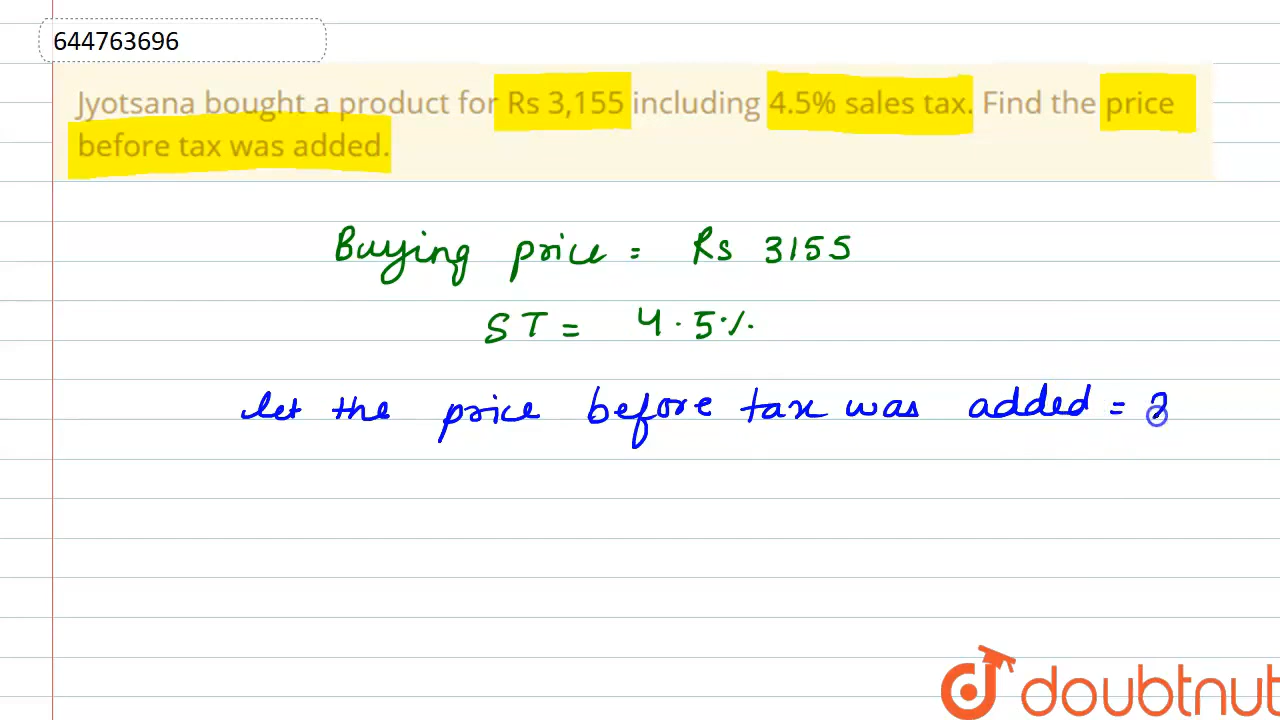 644763696
Jyotsana bought a product for Rs 3,155 including 4.5% sales tax. Find the price
before tax was added.
Buying price = Rs 3155
ST = 4.5%
let the price before tax was added =
doubtnut